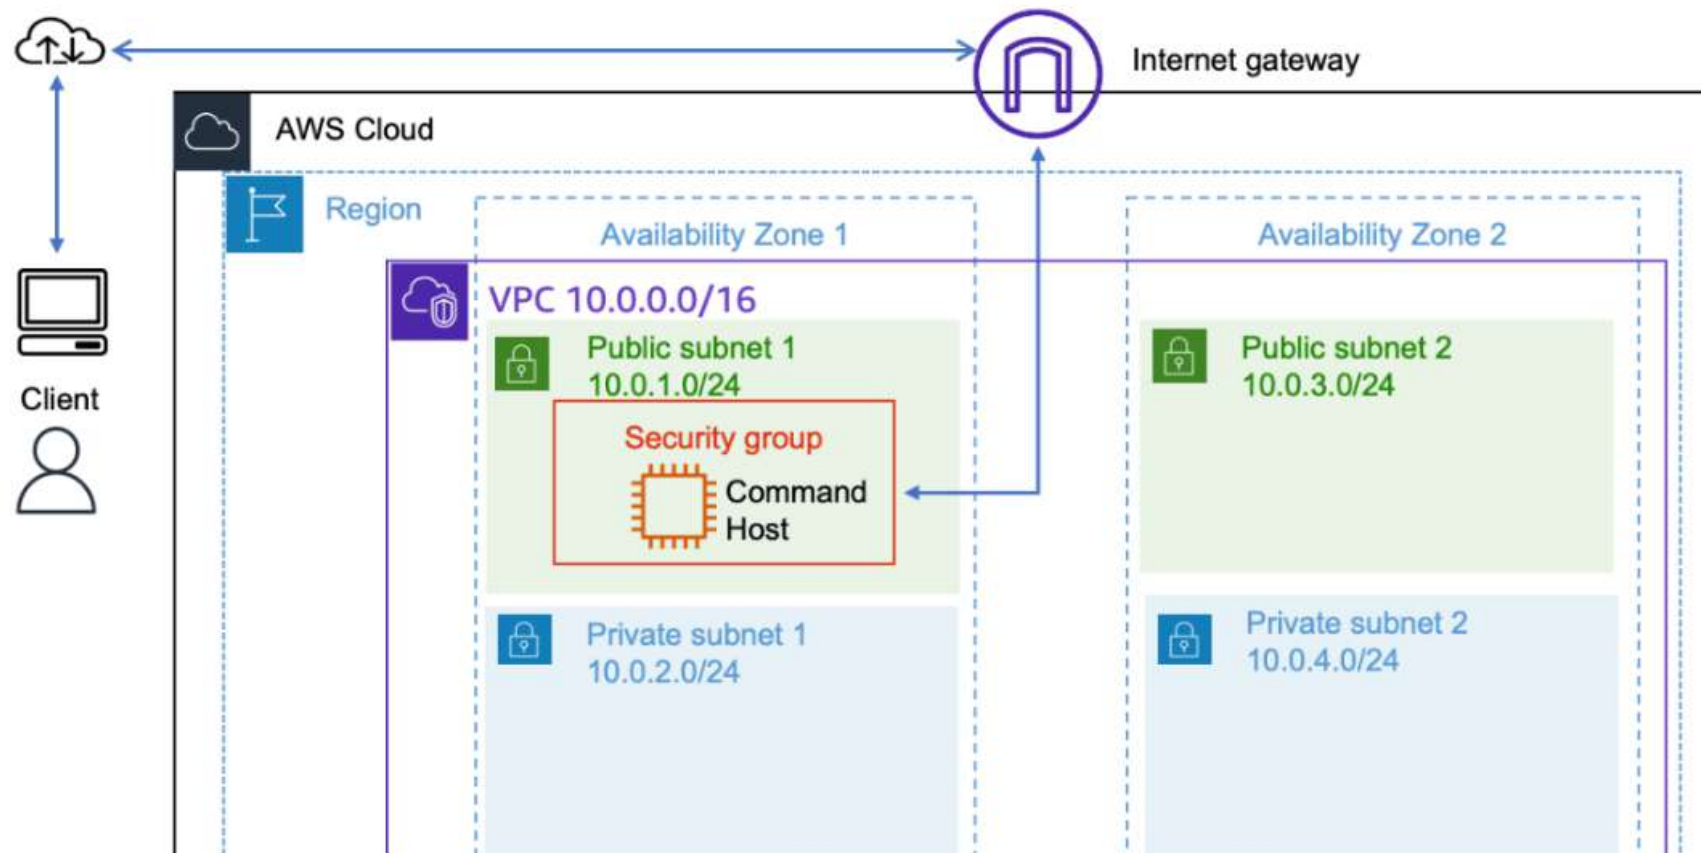 Internet gateway
AWS Cloud
Region
Availability Zone 1
Availability Zone 2
VPC 10.0.0.0/16
Public subnet 1
10.0.1.0/24
Public subnet 2
10.0.3.0/24
Client
Security group
Command
Host
Private subnet 1
10.0.2.0/24
Private subnet 2
10.0.4.0/24